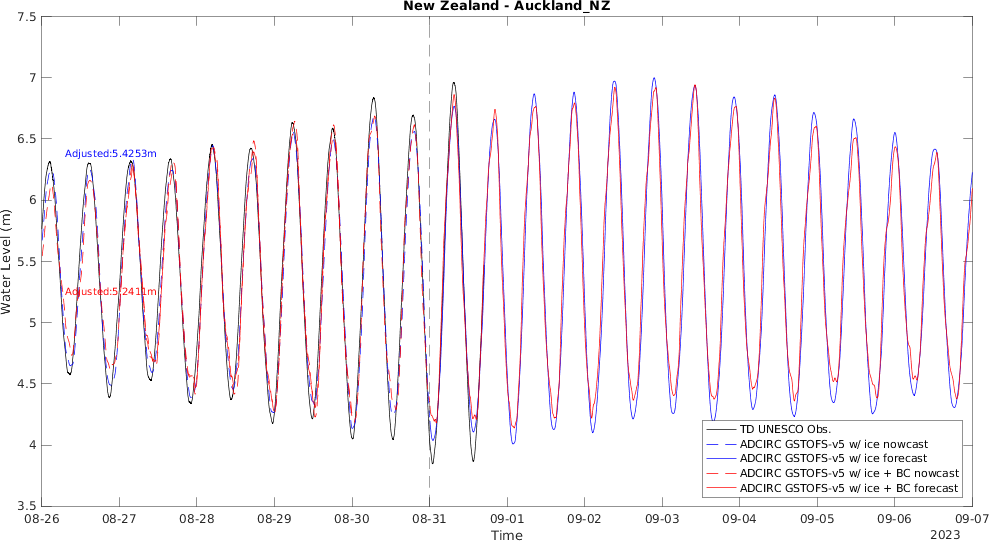 New Zealand - Auckland_NZ
7.5
7
6.5
6
5.5
5
4.5
4
3.5
Water Level (m)
Adjusted:5.4253m
Adjusted:5.2411m
TD UNESCO Obs.
ADCIRC GSTOFS-v5 w/ ice nowcast
ADCIRC GSTOFS-v5 w/ ice forecast
ADCIRC GSTOFS-v5 w/ ice + BC nowcast
ADCIRC GSTOFS-v5 w/ ice + BC forecast
08-26 08-27 08-28 08-29 08-30 08-31 09-01 09-02 09-03 09-04 09-05 09-06 09-07
Time
2023